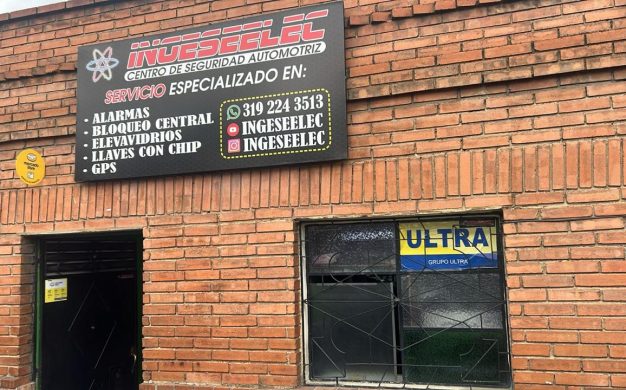 INGESEELEC
CENTRO DE SEGURIDAD AUTOMOTRIZ
SERVICIO ESPECIALIZADO EN:
• ALARMAS
• BLOQUEO CENTRAL
• ELEVAVIDRIOS
• LLAVES CON CHIP
• GPS
319 224 3513
INGESEELEC
INGESEELEC
ULTRA
GRUPO ULTRA